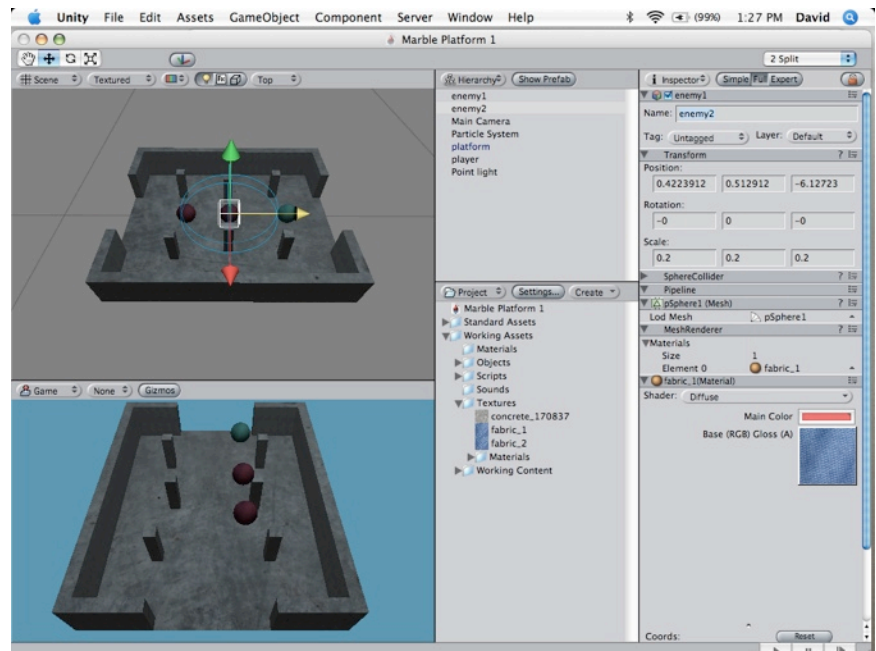 Unity File Edit Assets GameObject Component Server Window Help (99%) 1:27 PM David
Marble Platform 1
2 Split
# Scene Textured Top
Hierarchy Show Prefab
enemy1
enemy2
Main Camera
Particle System
platform
player
Point light
Project Settings... Create
Marble Platform 1
Standard Assets
Working Assets
Materials
Objects
Scripts
Sounds
Textures
concrete_170837
fabric_1
fabric_2
Materials
Working Content
Game None Gizmos
Inspector Simple Full Expert
enemy1
Name: enemy2
Tag: Untagged Layer: Default
Transform ?
Position:
0.4223912 0.512912 -6.12723
Rotation:
-0 0 -0
Scale:
0.2 0.2 0.2
SphereCollider ?
Pipeline
pSphere1 (Mesh) ?
Lod Mesh pSphere1
MeshRenderer ?
Materials
Size 1
Element 0 fabric_1
fabric_1(Material)
Shader: Diffuse
Main Color
Base (RGB) Gloss (A)
Coords: Reset